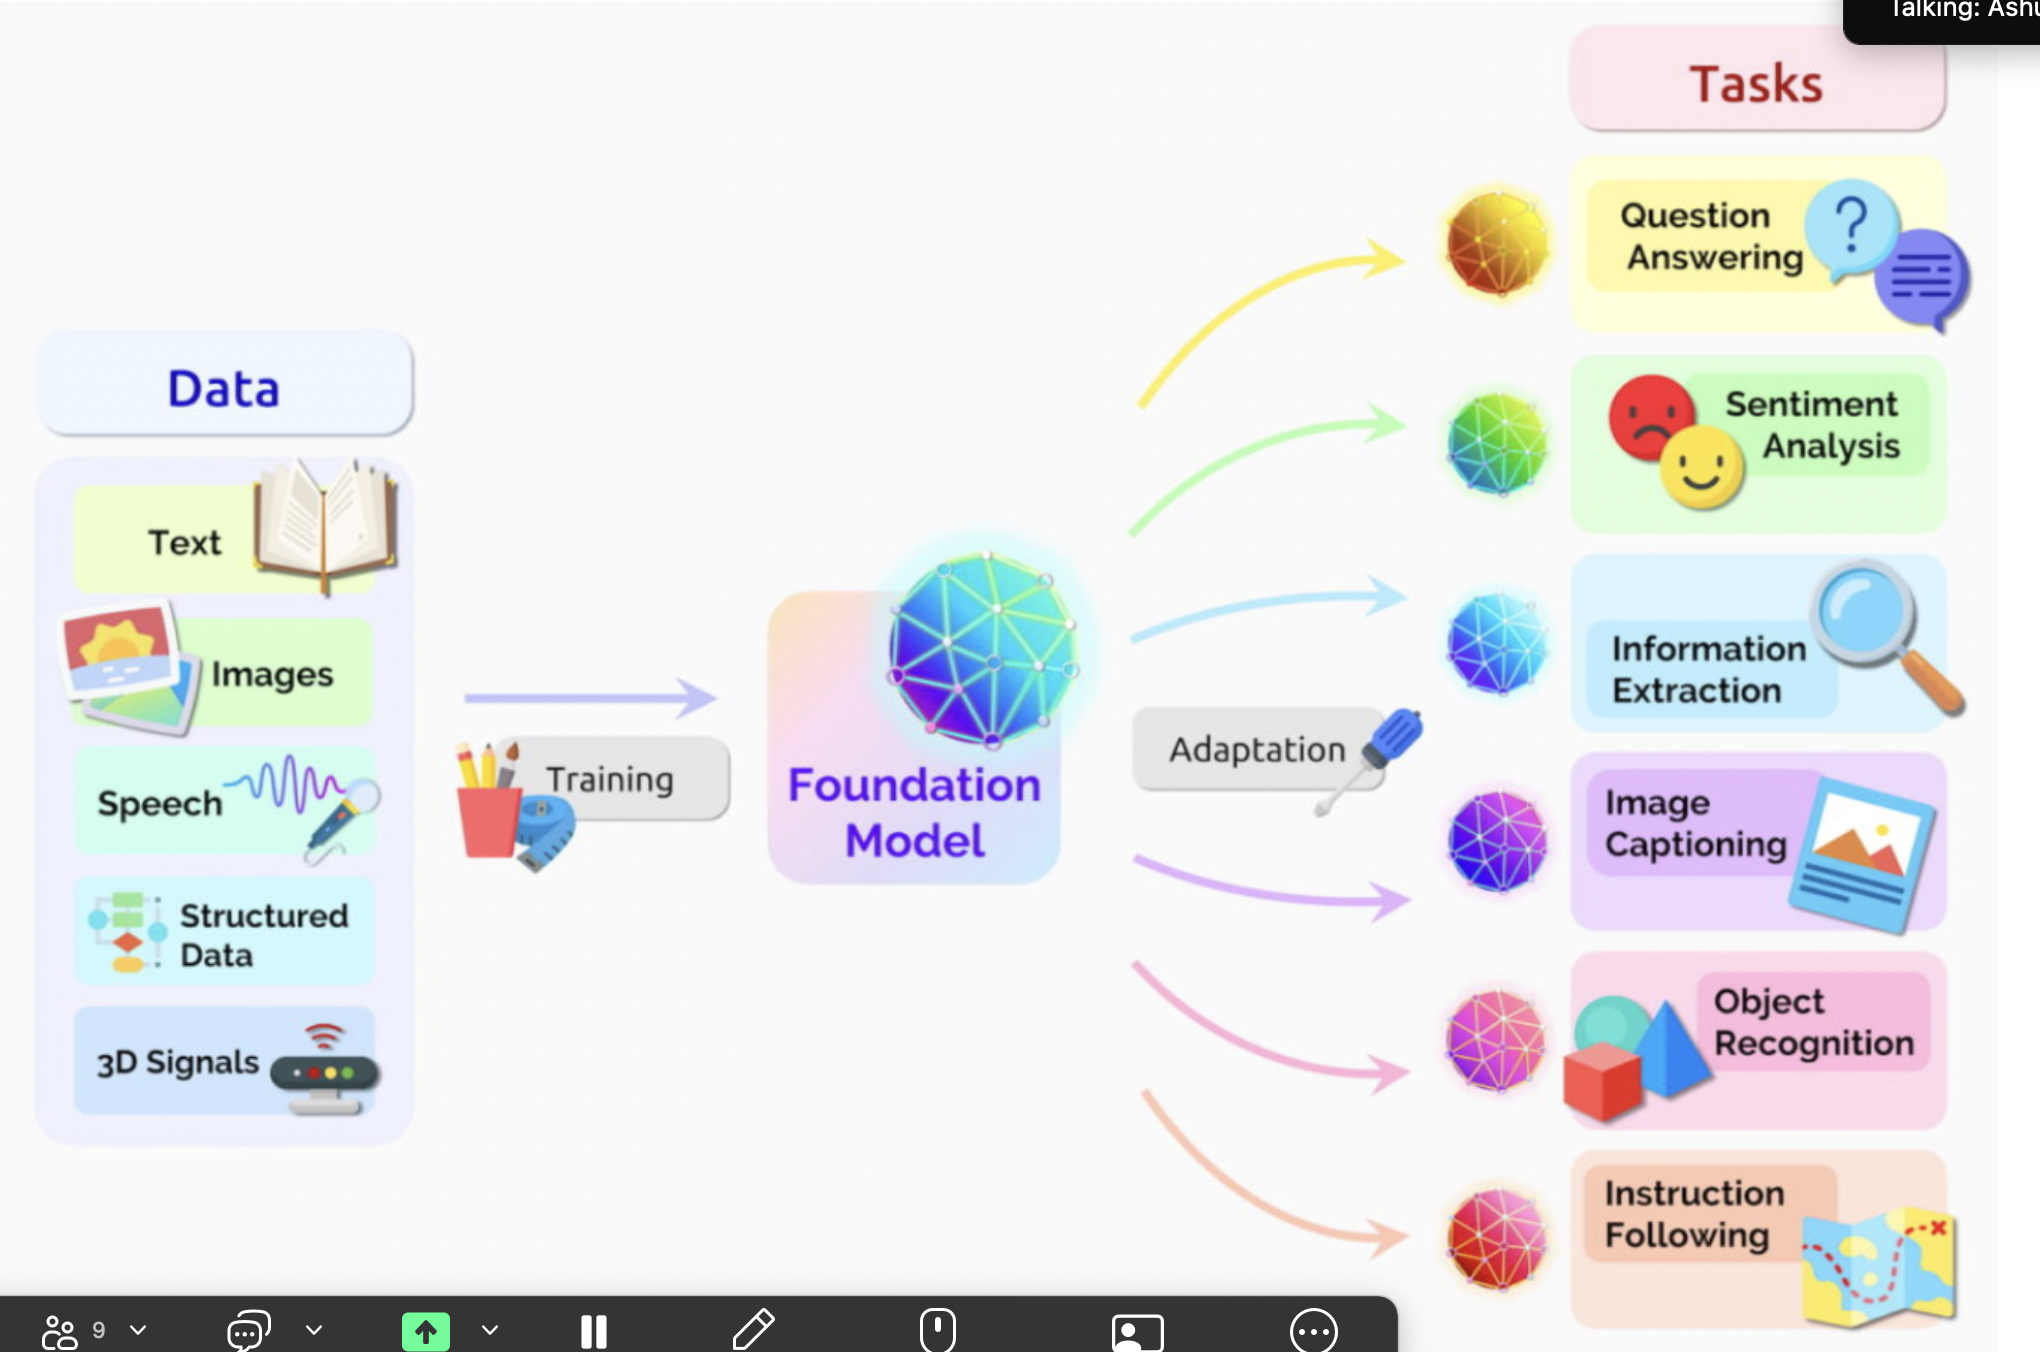 Talking:
Tasks
Question
Answering
Sentiment
Analysis
Data
Text
Images
Speech
Structured
Data
3D Signals
Training
Foundation
Model
Adaptation
Information
Extraction
Image
Captioning
Object
Recognition
Instruction
Following
9